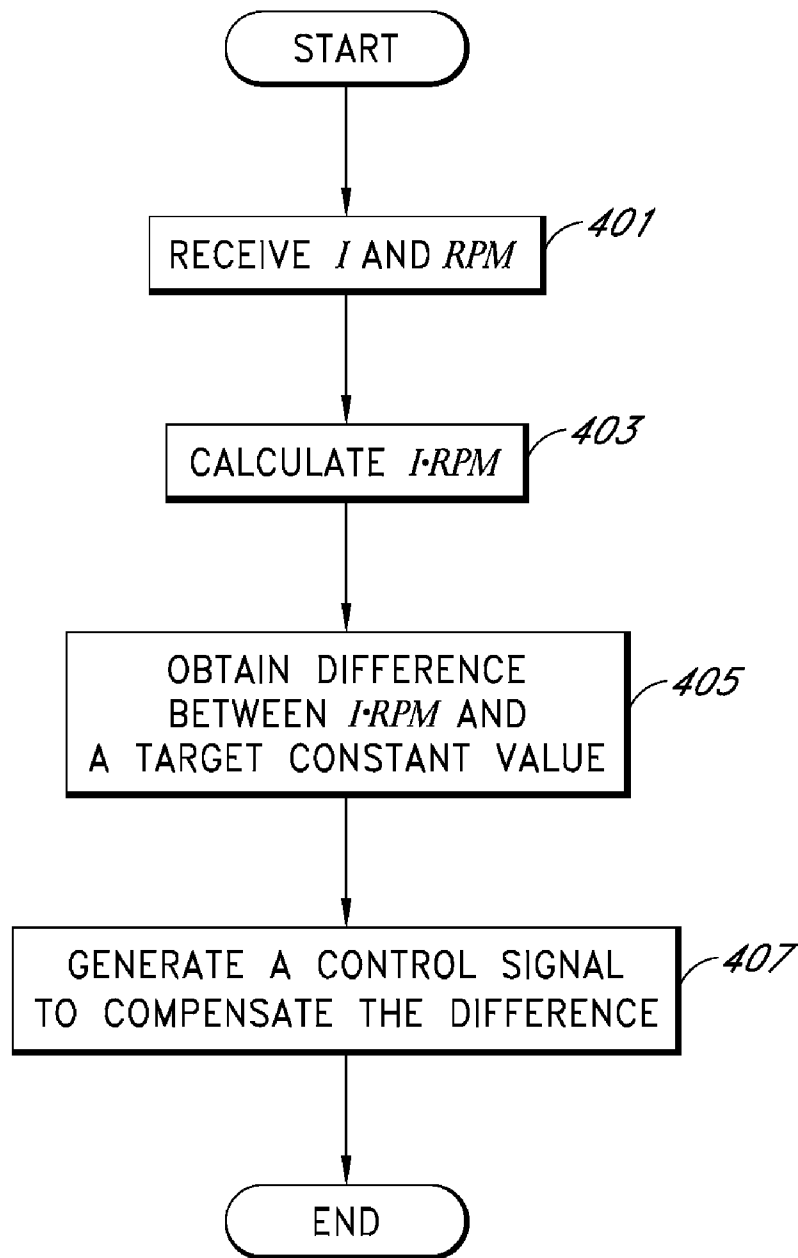 START
RECEIVE I AND RPM
401
CALCULATE I•RPM
403
OBTAIN DIFFERENCE
BETWEEN I•RPM AND
A TARGET CONSTANT VALUE
405
GENERATE A CONTROL SIGNAL
TO COMPENSATE THE DIFFERENCE
407
END